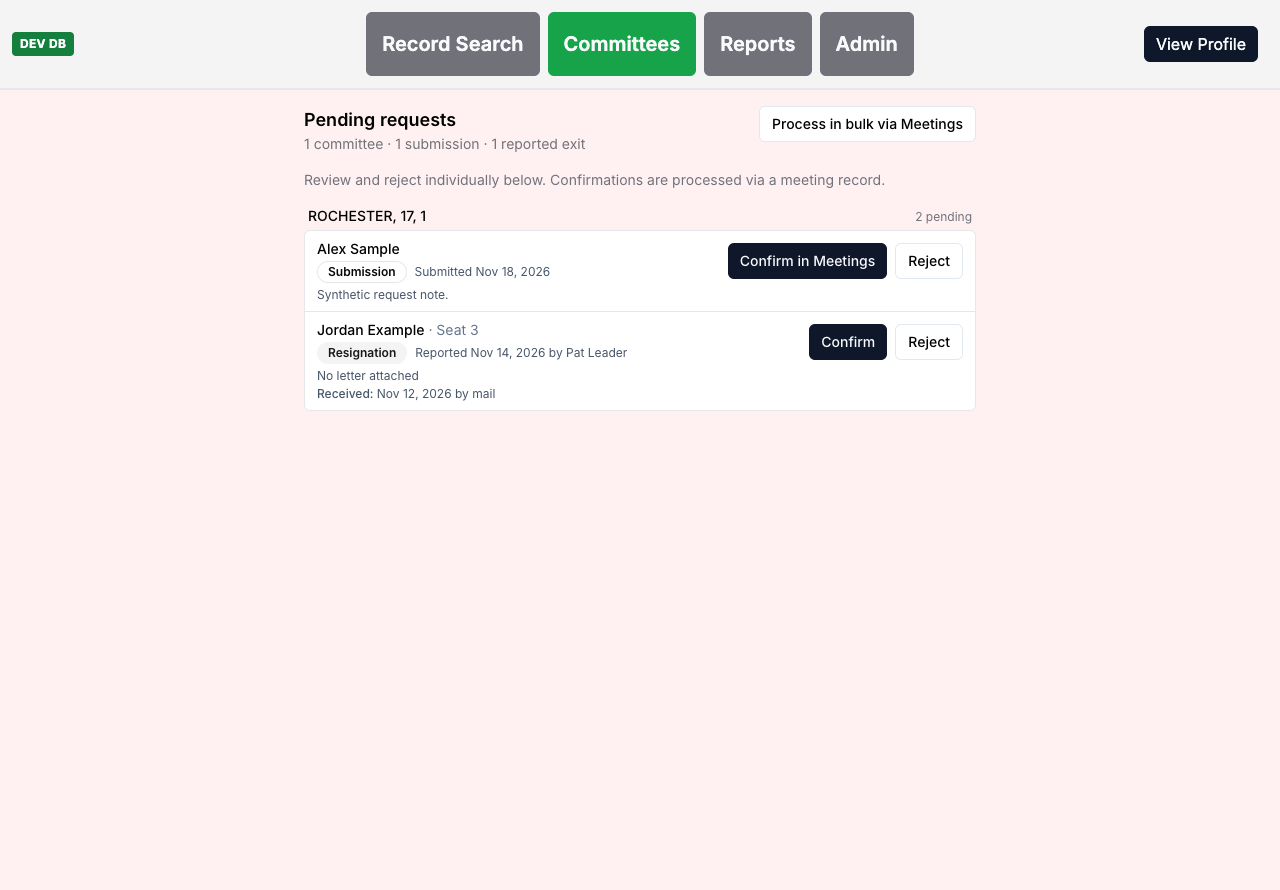 DEV DB
Record Search
Committees
Reports
Admin
View Profile
Pending requests
Process in bulk via Meetings
1 committee · 1 submission · 1 reported exit
Review and reject individually below. Confirmations are processed via a meeting record.
ROCHESTER, 17, 1
2 pending
Alex Sample
Confirm in Meetings
Reject
Submission
Submitted Nov 18, 2026
Synthetic request note.
Jordan Example · Seat 3
Confirm
Reject
Resignation
Reported Nov 14, 2026 by Pat Leader
No letter attached
Received: Nov 12, 2026 by mail